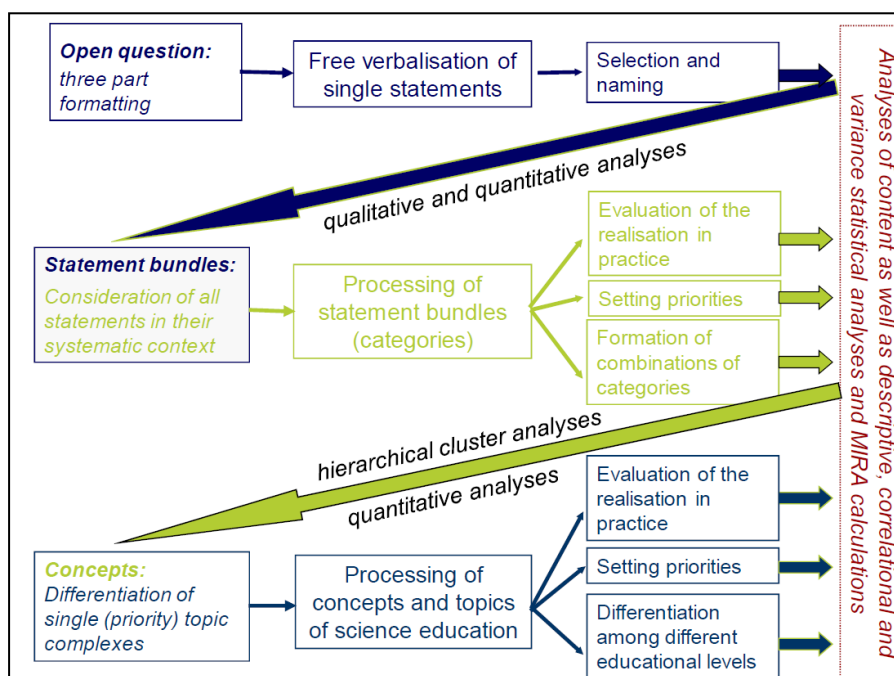 Open question:
three part
formatting
Free verbalisation of
single statements
Selection and
naming
qualitative and quantitative analyses
Statement bundles:
Consideration of all
statements in their
systematic context
Processing of
statement bundles
(categories)
Evaluation of the
realisation in
practice
Setting priorities
Formation of
combinations of
categories
hierarchical cluster analyses
quantitative analyses
Concepts:
Differentiation of
single (priority) topic
complexes
Processing of
concepts and topics
of science education
Evaluation of the
realisation in
practice
Setting priorities
Differentiation
among different
educational levels
Analyses of content as well as descriptive, correlational and
variance statistical analyses and MIRA calculations